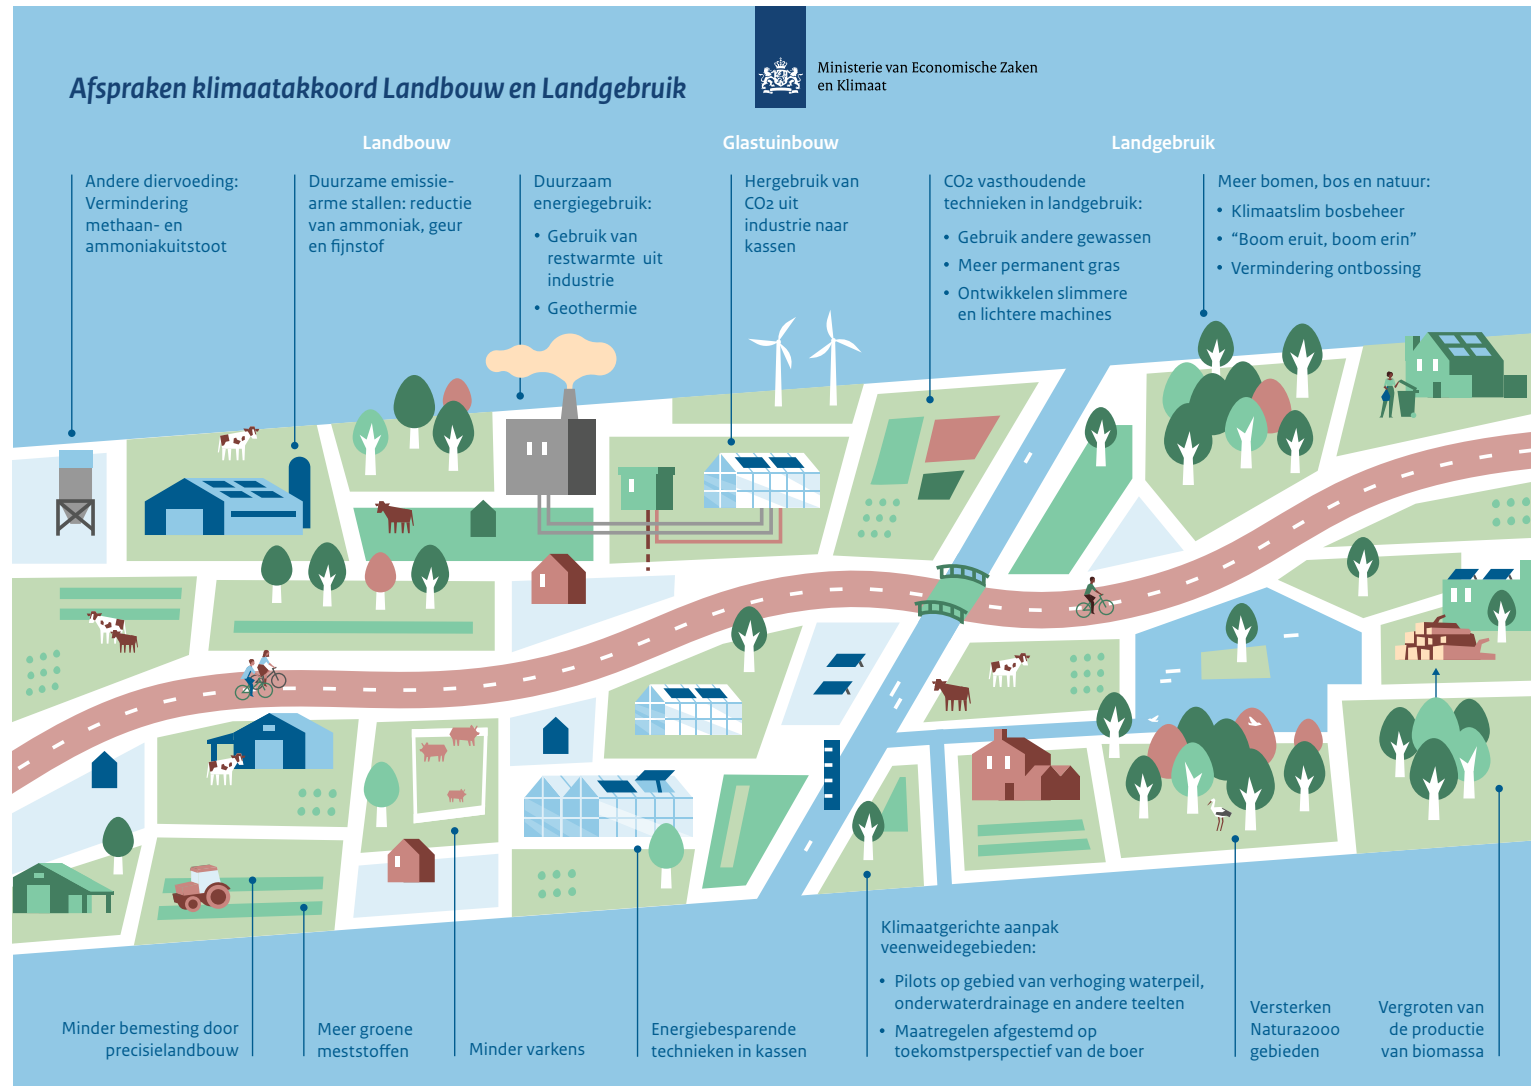 Afspraken klimaatakkoord Landbouw en Landgebruik
Ministerie van Economische Zaken
en Klimaat
Landbouw
Glastuinbouw
Landgebruik
Andere diervoeding:
Vermindering
methaan- en
ammoniakuitstoot
Duurzame emissie-
arme stallen: reductie
van ammoniak, geur
en fijnstof
Duurzaam
energiegebruik:
• Gebruik van
restwarmte uit
industrie
• Geothermie
Hergebruik van
CO2 uit
industrie naar
kassen
CO2 vasthoudende
technieken in landgebruik:
• Gebruik andere gewassen
• Meer permanent gras
• Ontwikkelen slimmere
en lichtere machines
Meer bomen, bos en natuur:
• Klimaatslim bosbeheer
• “Boom eruit, boom erin”
• Vermindering ontbossing
Minder bemesting door
precisielandbouw
Meer groene
meststoffen
Minder varkens
Energiebesparende
technieken in kassen
Klimaatgerichte aanpak
veenweidegebieden:
• Pilots op gebied van verhoging waterpeil,
onderwaterdrainage en andere teelten
• Maatregelen afgestemd op
toekomstperspectief van de boer
Versterken
Natura2000
gebieden
Vergroten van
de productie
van biomassa